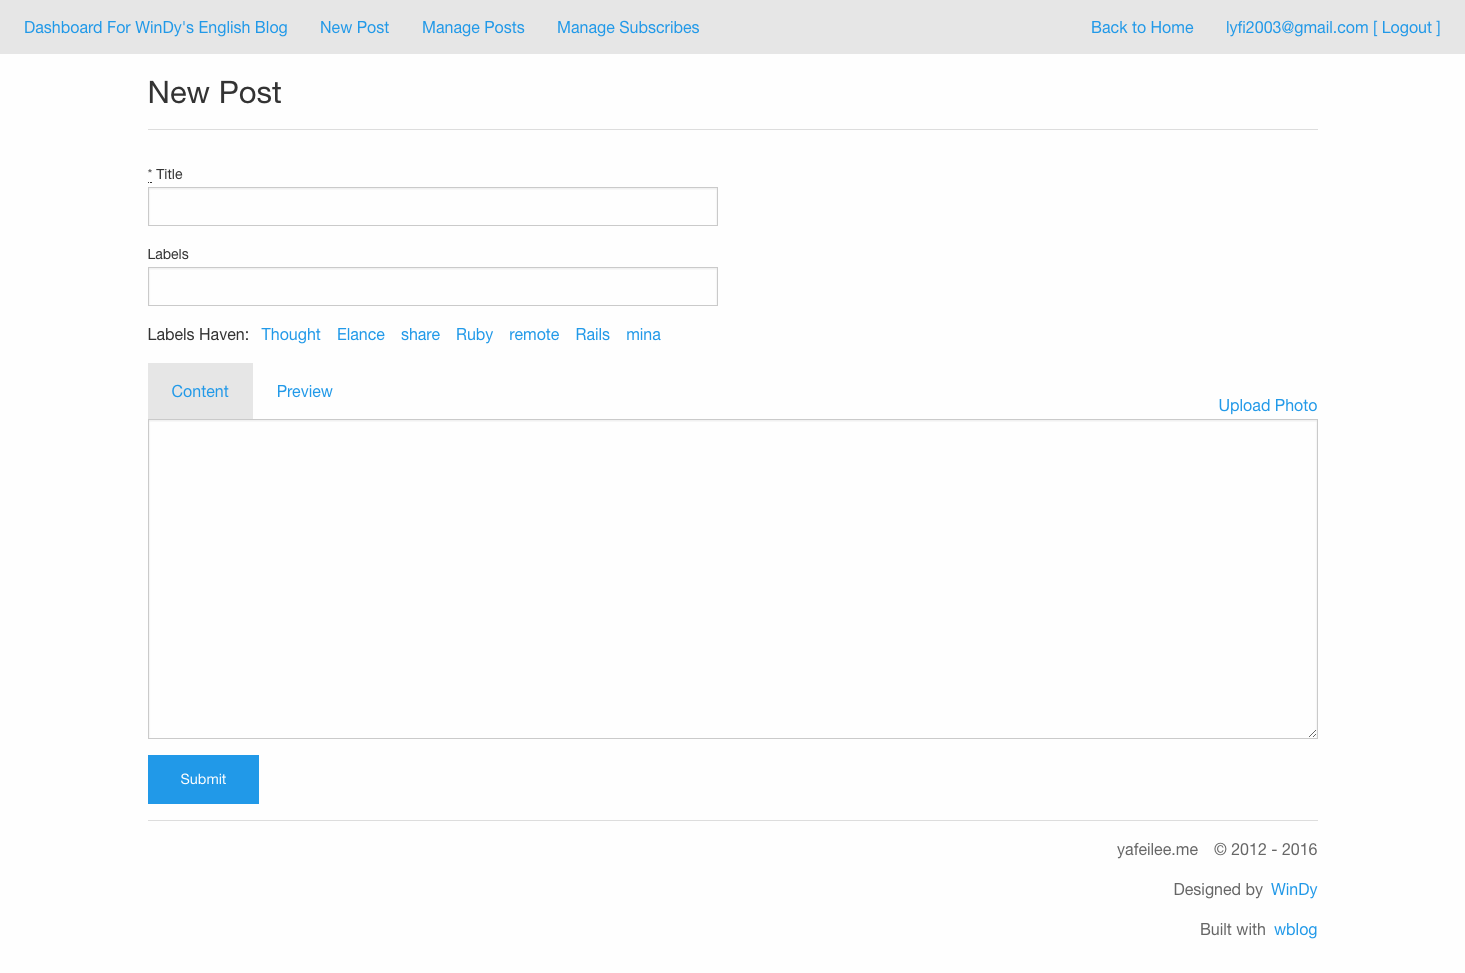 Dashboard For WinDy's English Blog New Post Manage Posts Manage Subscribes Back to Home lyfi2003@gmail.com [ Logout ]
New Post
* Title
Labels
Labels Haven: Thought Elance share Ruby remote Rails mina
Content Preview
Upload Photo
Submit
yafeilee.me © 2012 - 2016
Designed by WinDy
Built with wblog